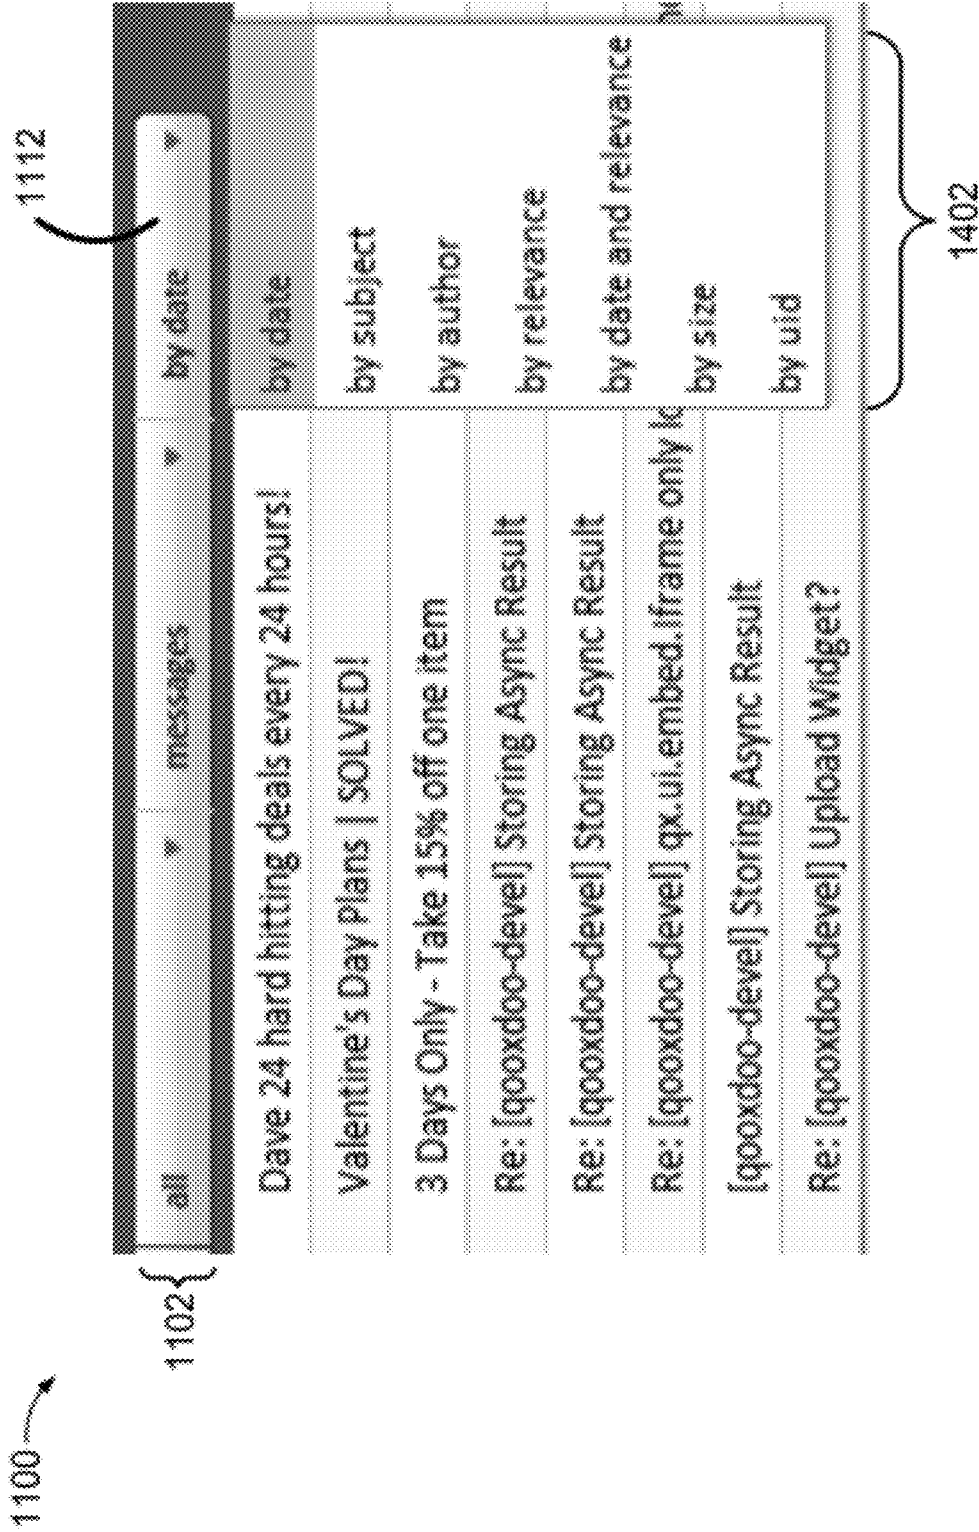 1100
1102
1112
all messages by date
Dave 24 hard hitting deals every 24 hours!
Valentine's Day Plans | SOLVED!
3 Days Only - Take 15% off one item
Re: [qooxdoo-devel] Storing Async Result
Re: [qooxdoo-devel] Storing Async Result
Re: [qooxdoo-devel] qx.ui.embed.Iframe only
[qooxdoo-devel] Storing Async Result
Re: [qooxdoo-devel] Upload Widget?
by date
by subject
by author
by relevance
by date and relevance
by size
by uid
1402